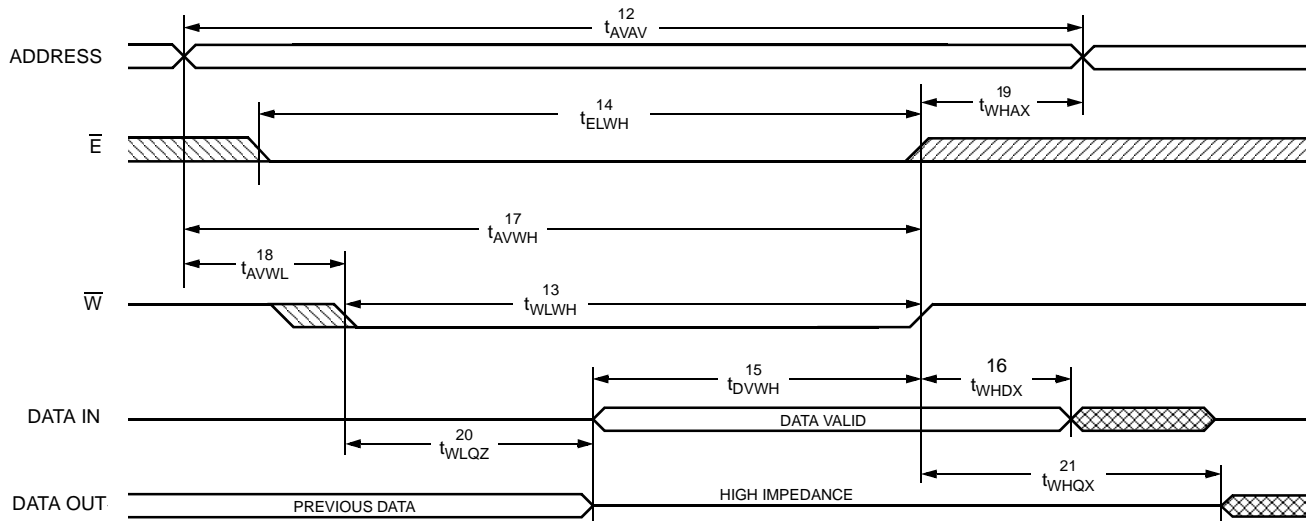 12
tAVAV
ADDRESS
19
tWHAX
14
tELWH
E
17
tAVWH
18
tAVWL
W
13
tWLWH
15
tDVWH
16
tWHDX
DATA IN
DATA VALID
20
tWLQZ
21
tWHQX
DATA OUT
PREVIOUS DATA
HIGH IMPEDANCE